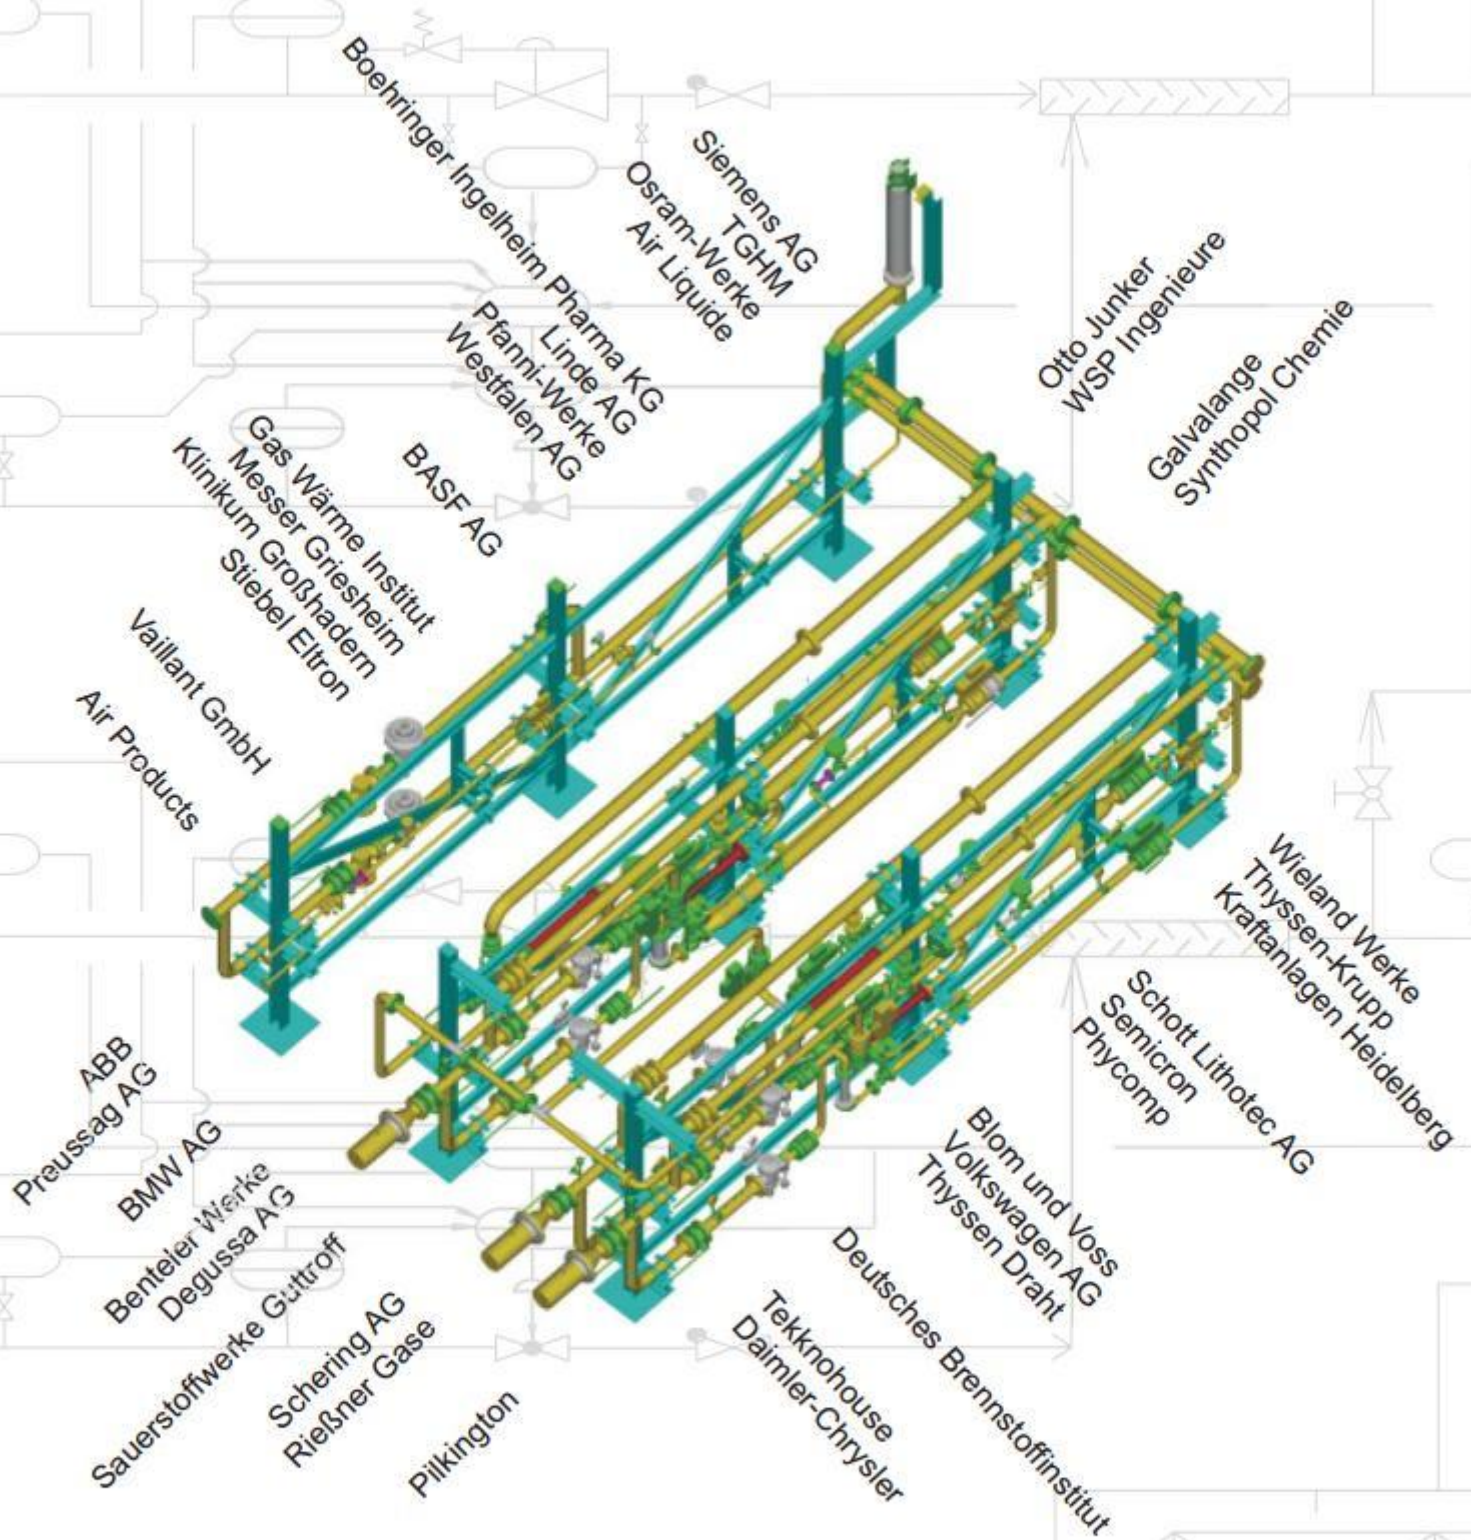 Boehringer Ingelheim Pharma KG
Linde AG
Pfanni-Werke
Westfalen AG
Siemens AG
TGHM
Osram-Werke
Air Liquide
Otto Junker
WSP Ingenieure
Galvalange
Synthopol Chemie
BASF AG
Gas Wärme Institut
Messer Griesheim
Klinikum Großhadern
Stiebel Eltron
Vaillant GmbH
Air Products
ABB
Preussag AG
BMW AG
Benteler Werke
Degussa AG
Sauerstoffwerke Guttroff
Schering AG
Rießner Gase
Pilkington
Wieland Werke
Thyssen-Krupp
Kraftanlagen Heidelberg
Schott Lithotec AG
Semicron
Phycomp
Blom und Voss
Volkswagen AG
Thyssen Draht
Deutsches Brennstoffinstitut
Tekknohouse
Daimler-Chrysler